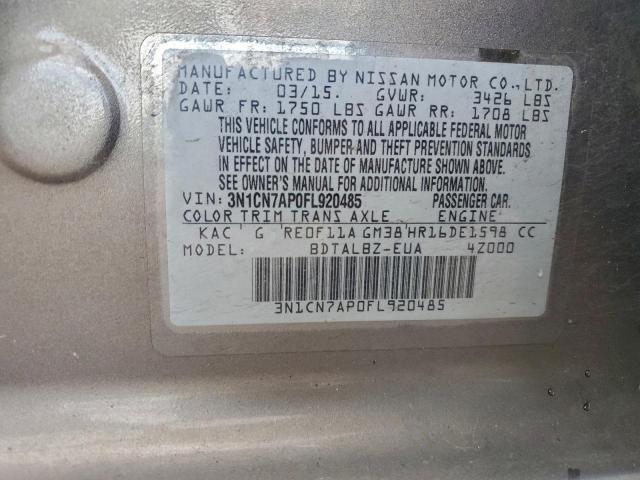 MANUFACTURED BY NISSAN MOTOR CO., LTD.
DATE: 03/15. GVWR: 3426 LBS
GAWR FR: 1750 LBS GAWR RR: 1708 LBS
THIS VEHICLE CONFORMS TO ALL APPLICABLE FEDERAL MOTOR
VEHICLE SAFETY, BUMPER AND THEFT PREVENTION STANDARDS
IN EFFECT ON THE DATE OF MANUFACTURE SHOWN ABOVE.
SEE OWNER'S MANUAL FOR ADDITIONAL INFORMATION.
VIN: 3N1CN7AP0FL920485 PASSENGER CAR.
COLOR TRIM TRANS AXLE ENGINE
KAC ' G 'RE0F11A GM38'HR16DE1598 CC
MODEL: BDTALBZ-EUA 4Z000
3N1CN7AP0FL920485